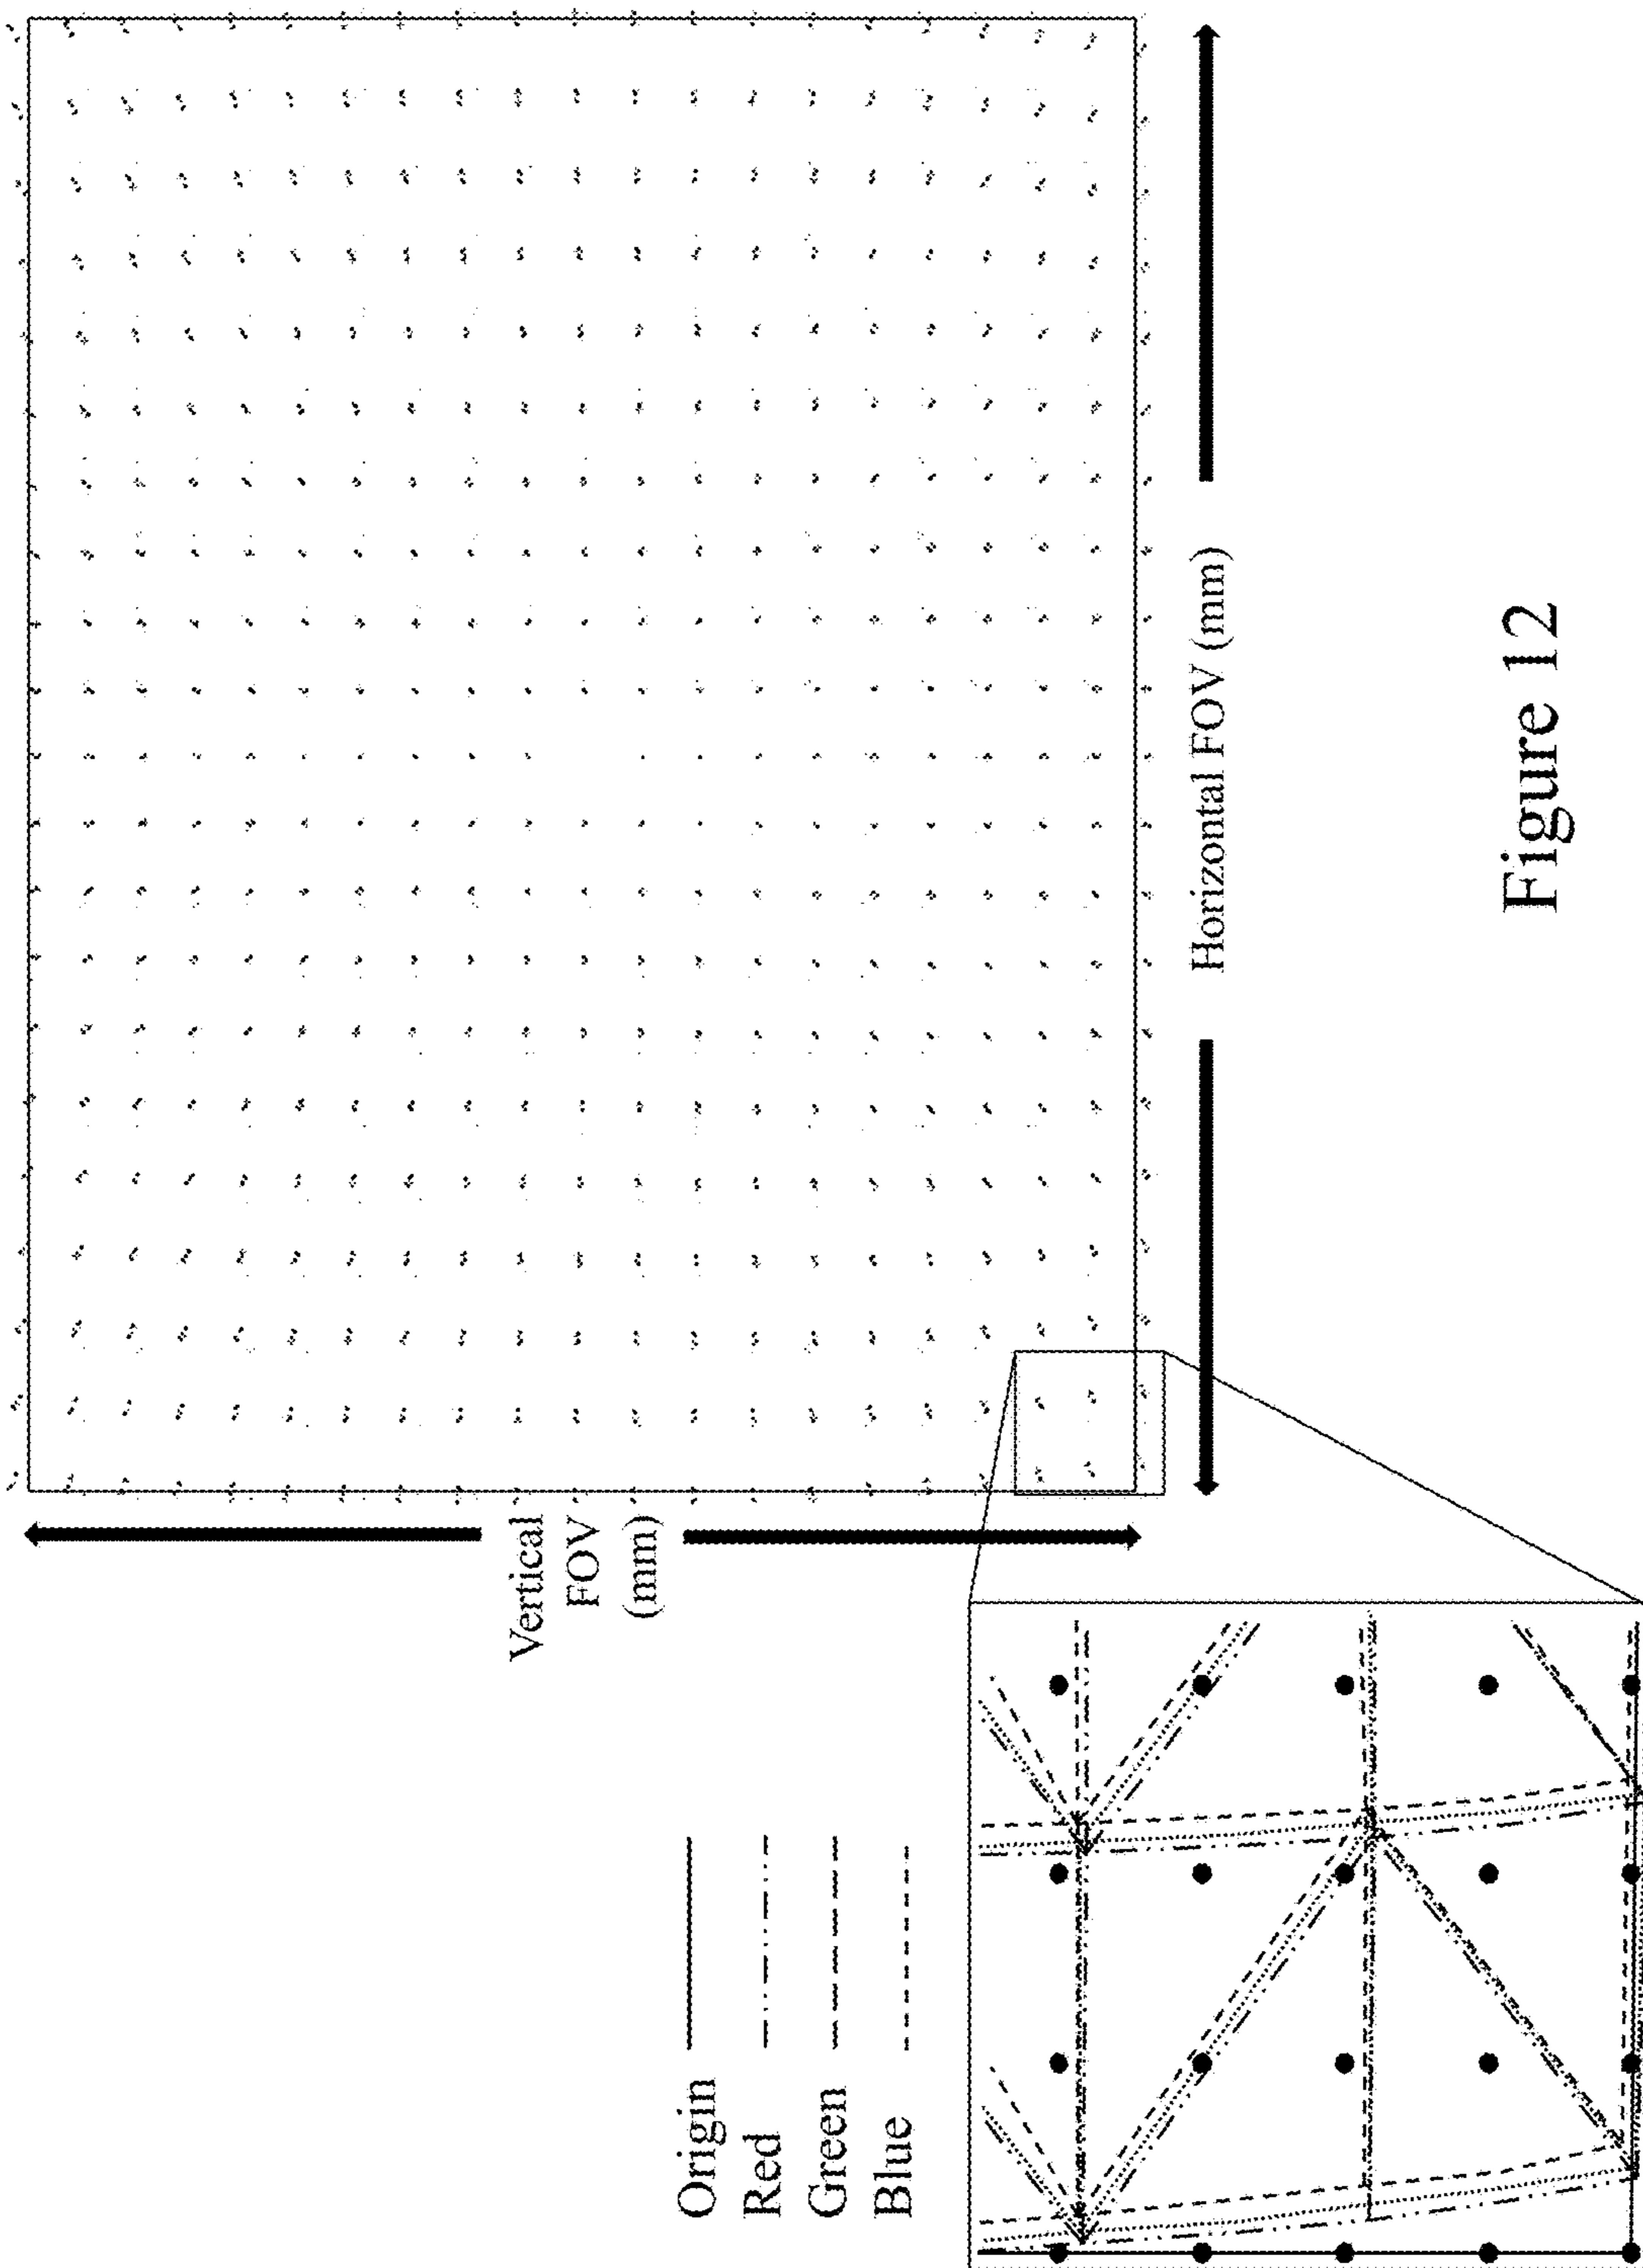 Vertical
FOV
(mm)
Horizontal FOV (mm)
Origin
Red
Green
Blue
Figure 12